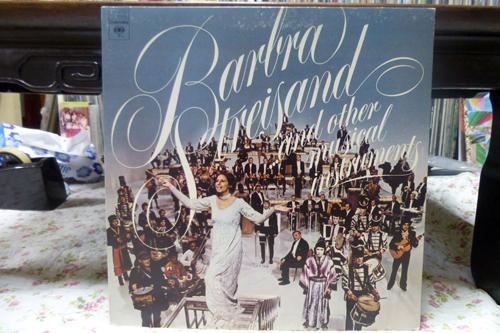 Barbra
Streisand
and other
musical
instruments